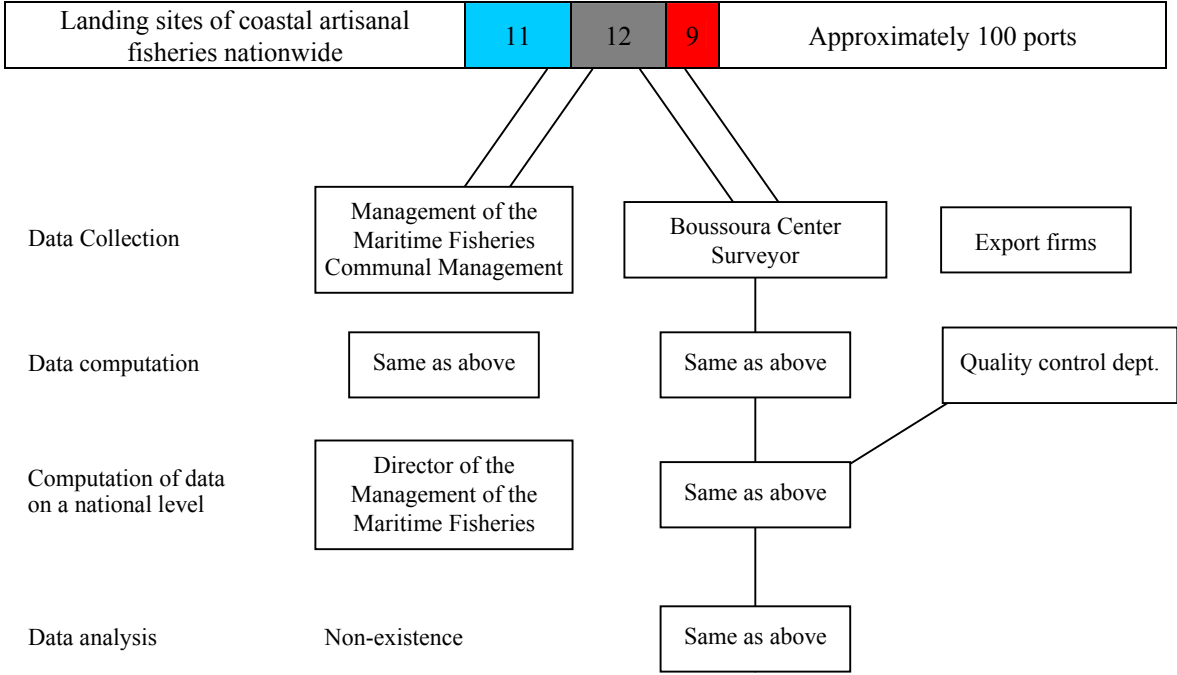 Landing sites of coastal artisanal
fisheries nationwide
11
12
9
Approximately 100 ports
Data Collection
Management of the
Maritime Fisheries
Communal Management
Boussoura Center
Surveyor
Export firms
Data computation
Same as above
Same as above
Quality control dept.
Computation of data
on a national level
Director of the
Management of the
Maritime Fisheries
Same as above
Data analysis
Non-existence
Same as above